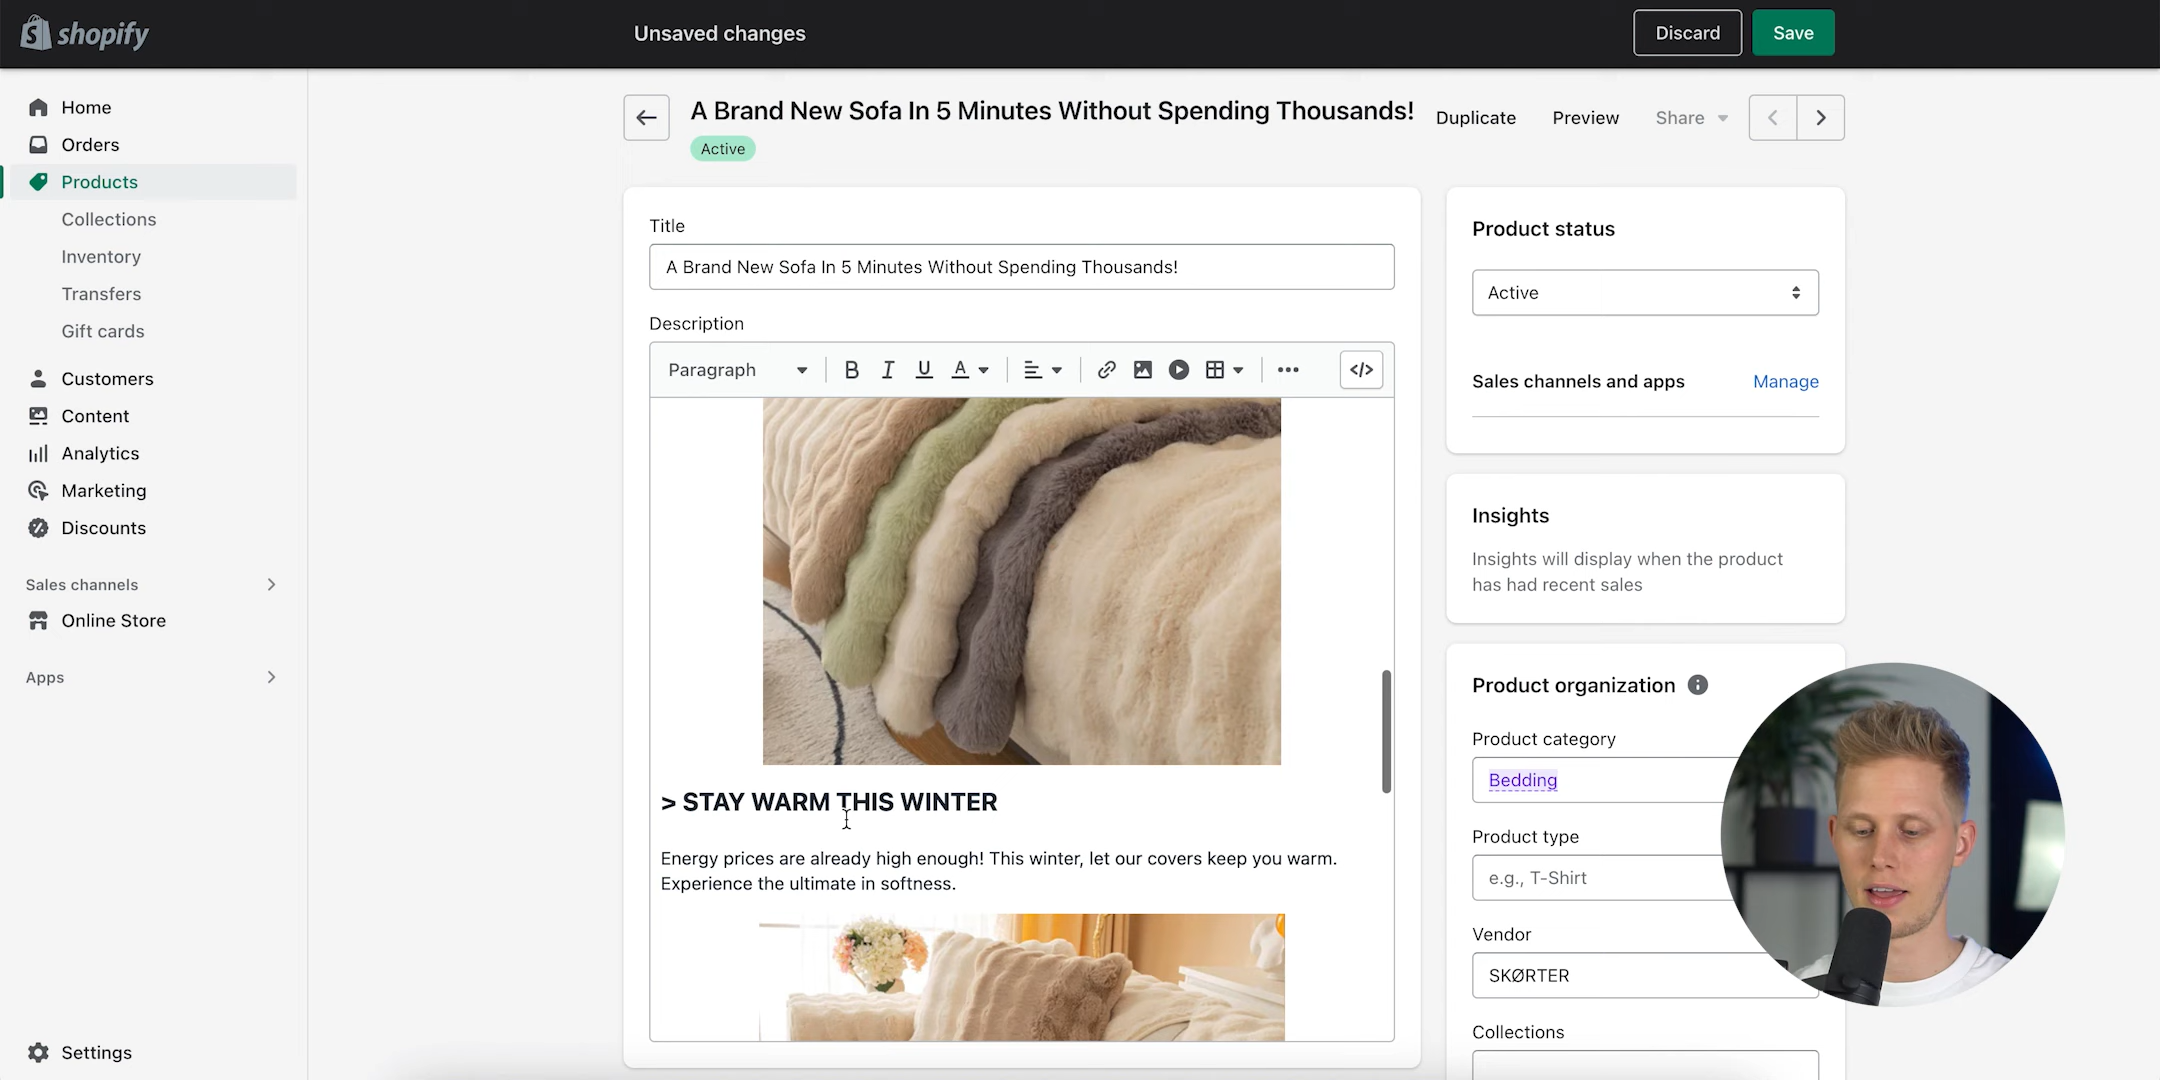 shopify
Unsaved changes
Discard
Save
Home
Orders
Products
Collections
Inventory
Transfers
Gift cards
Customers
Content
Analytics
Marketing
Discounts
Sales channels
Online Store
Apps
Settings
A Brand New Sofa In 5 Minutes Without Spending Thousands!
Active
Duplicate
Preview
Share
Title
A Brand New Sofa In 5 Minutes Without Spending Thousands!
Description
Paragraph
B I U A
</>
> STAY WARM THIS WINTER
Energy prices are already high enough! This winter, let our covers keep you warm.
Experience the ultimate in softness.
Product status
Active
Sales channels and apps
Manage
Insights
Insights will display when the product
has had recent sales
Product organization
Product category
Bedding
Product type
e.g., T-Shirt
Vendor
SKØRTER
Collections